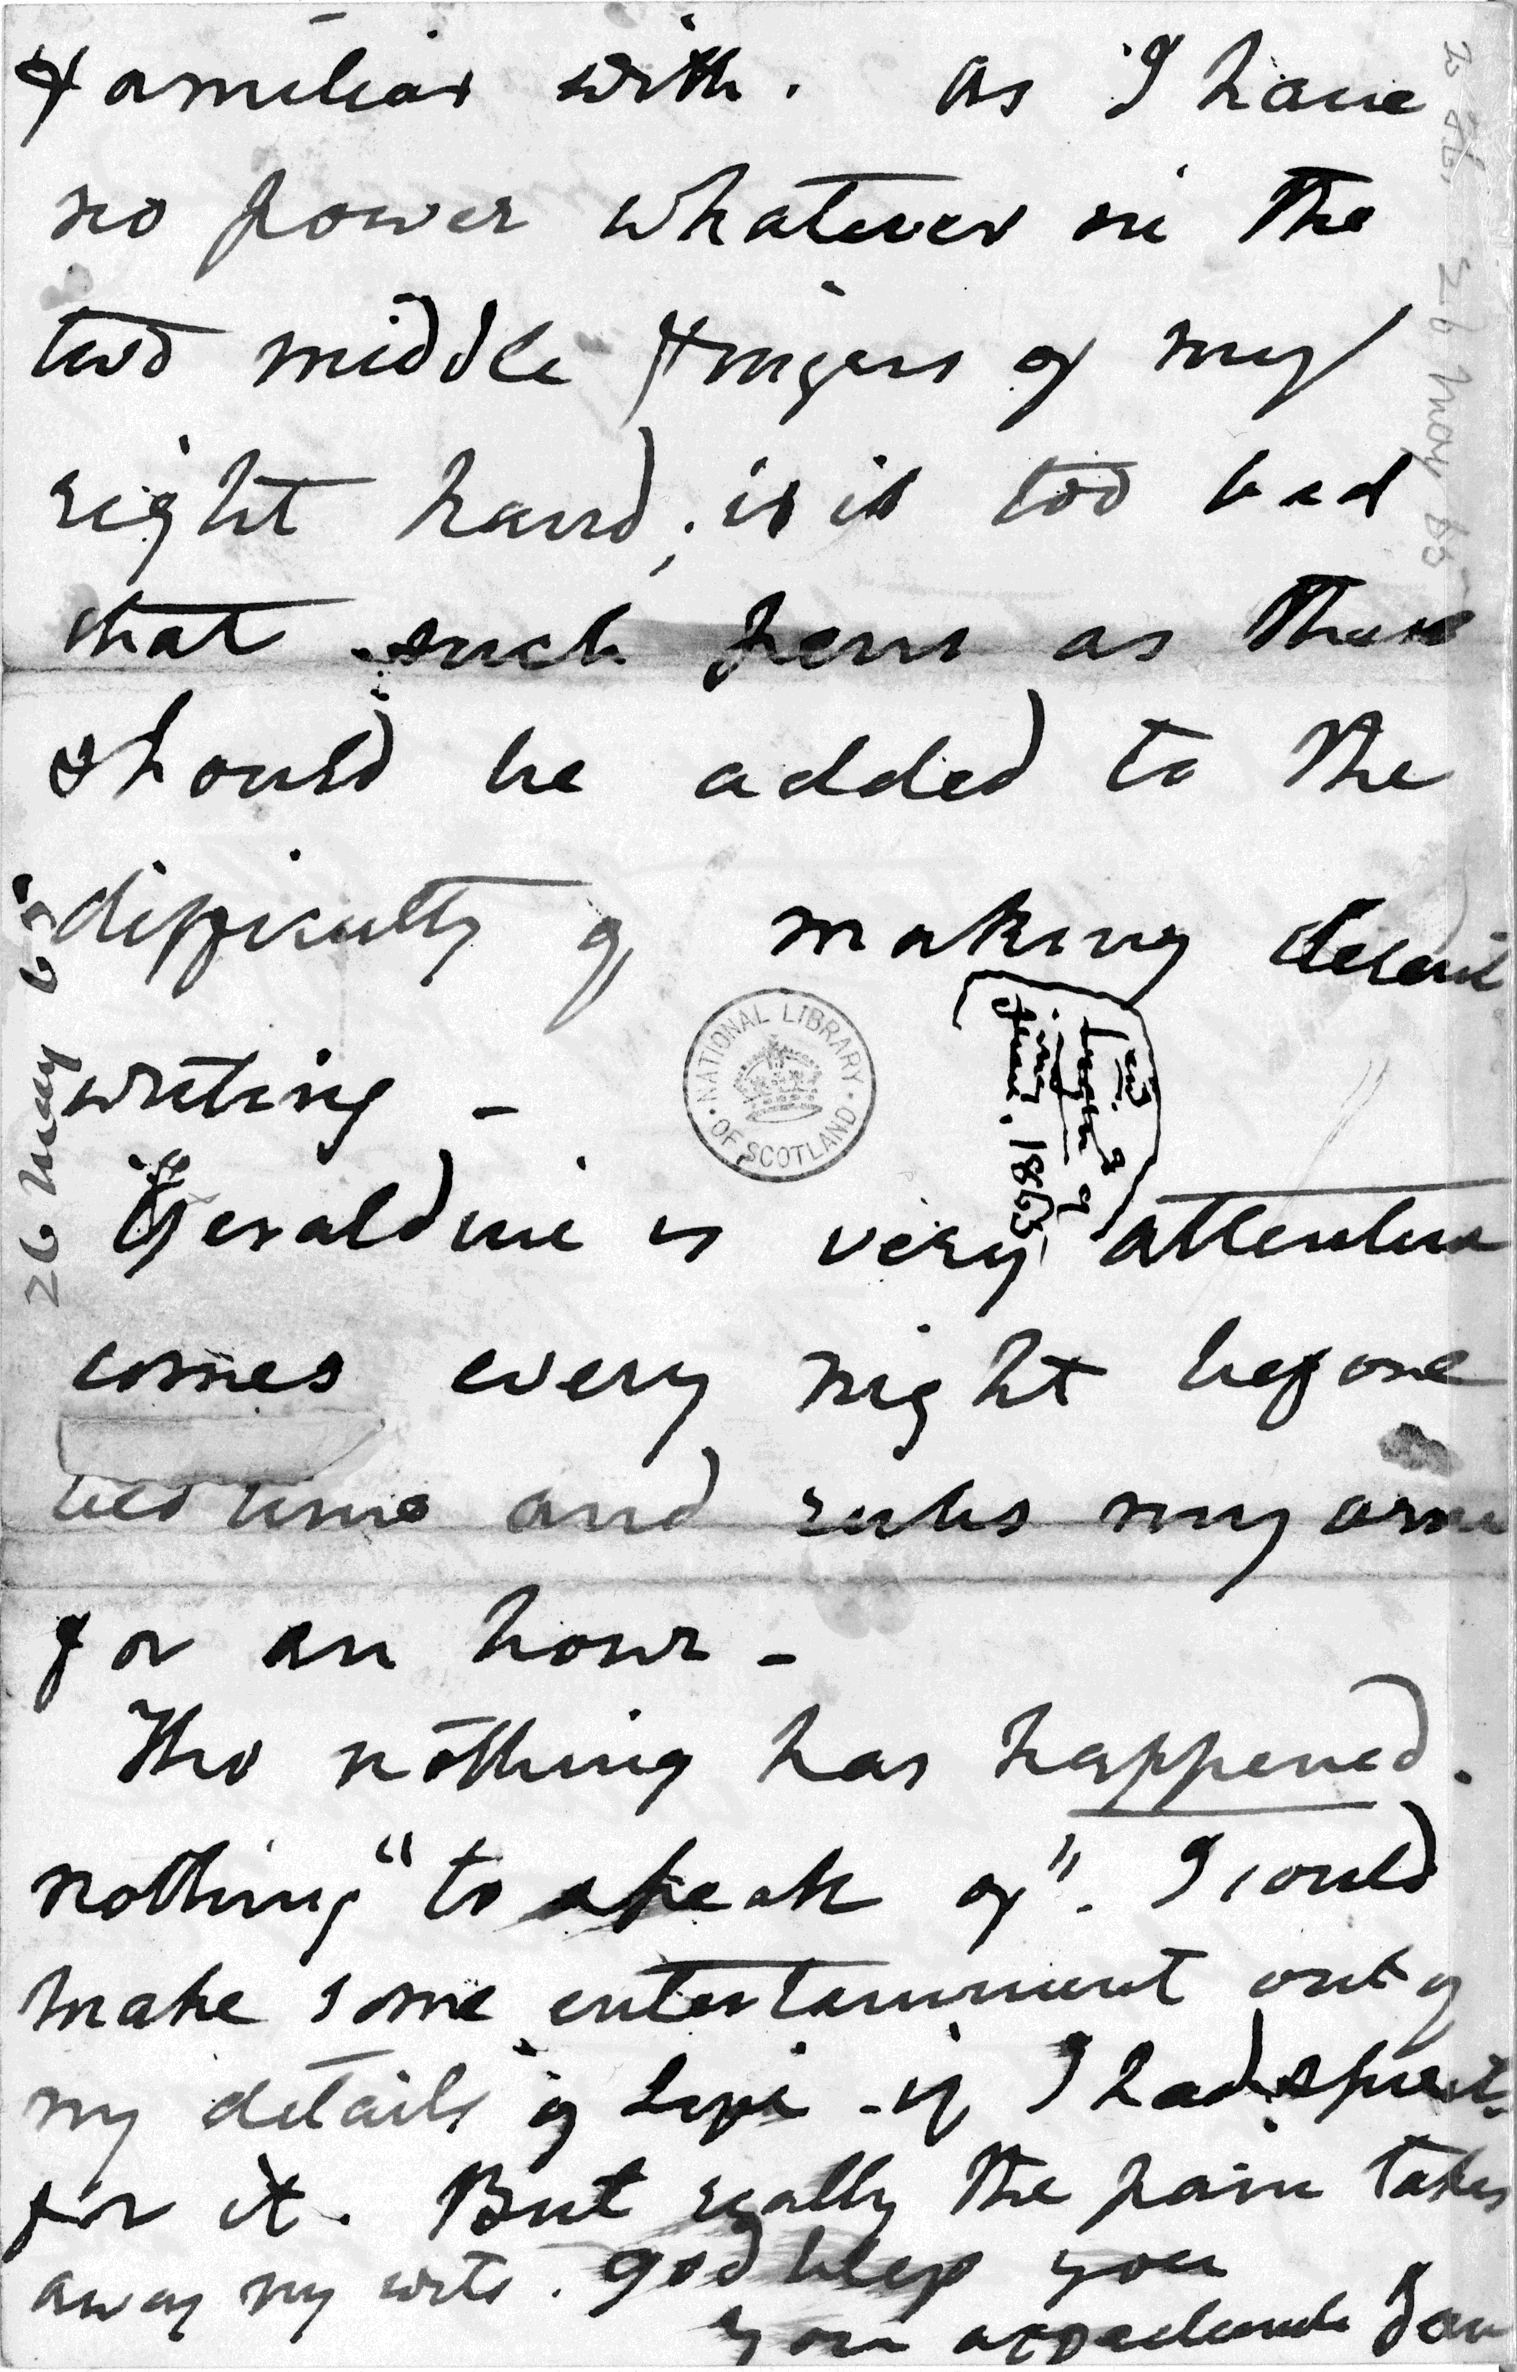 familiar with. As I have
no power whatever in the
two middle fingers of my
right hand; is it too bad
that such pens as these
should be added to the
difficulty of making decent
writing –
Geraldine is very attentive
comes every night before
bedtime and rubs my arm
for an hour –
Tho nothing has happened.
nothing "to speak of". I could
make some entertainment out of
my details of Life – if I had spirit
for it. But really the pain takes
away my wits. God bless you
Your affectionate Jane
26 May 65
26 May 65
NATIONAL LIBRARY OF SCOTLAND
1863